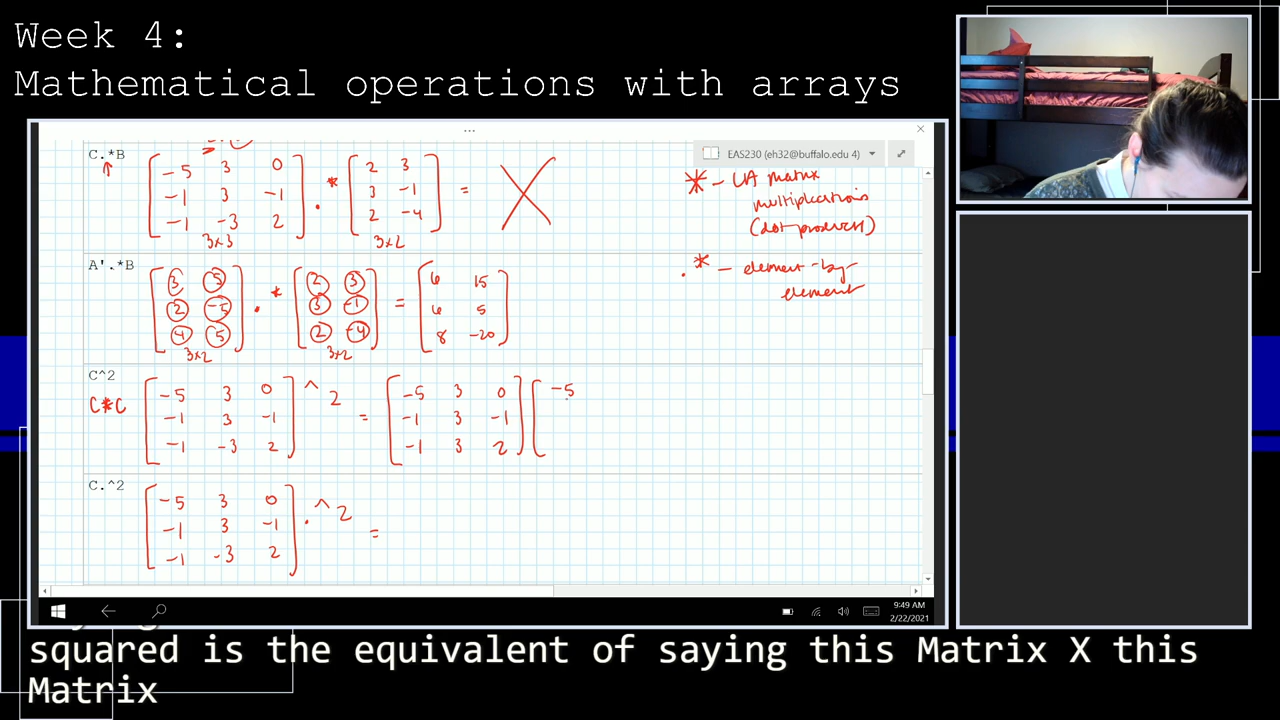 Week 4:
Mathematical operations with arrays
EAS230 (eh32@buffalo.edu 4)
C.*B
-5 3 0
-1 3 -1
-1 -3 2
3x3
. *
2 3
3 -1
2 -4
3x2
= X
* - LA matrix
multiplications
(dot product)
.* - element-by-
element
A'.*B
3 5
2 -5
4 5
3x2
. *
2 3
3 -1
2 -4
3x2
=
6 15
6 5
8 -20
C^2
C*C
-5 3 0
-1 3 -1
-1 -3 2
^ 2
=
-5 3 0
-1 3 -1
-1 3 2
-5
C.^2
-5 3 0
-1 3 -1
-1 -3 2
. ^ 2
=
9:49 AM
2/22/2021
squared is the equivalent of saying this Matrix X this
Matrix